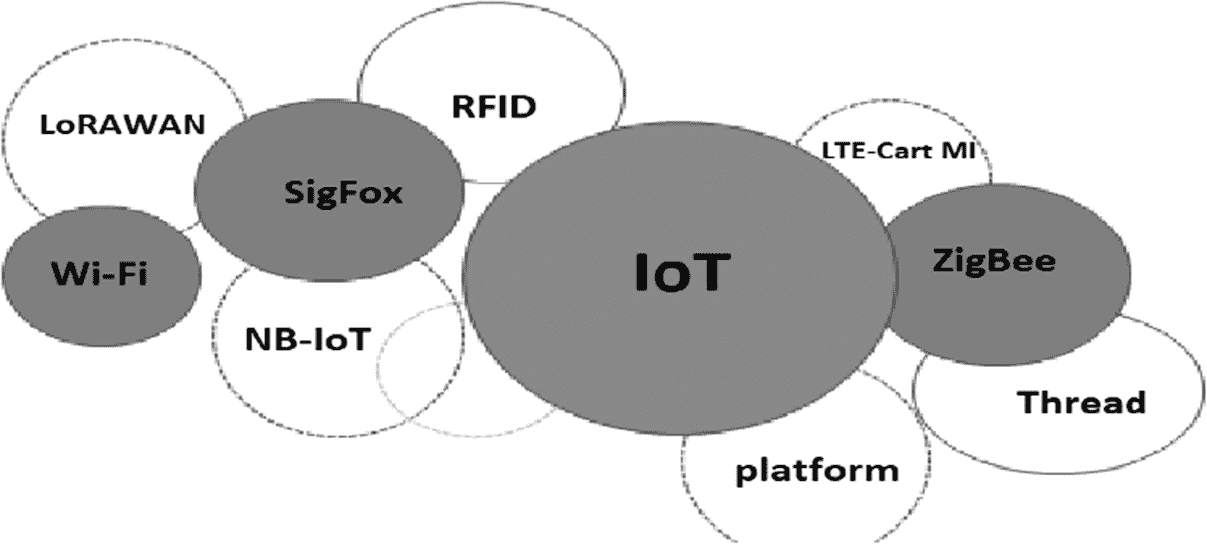 RFID
LoRAWAN
LTE-Cart MI
SigFox
Wi-Fi
IoT
ZigBee
NB-IoT
Thread
platform